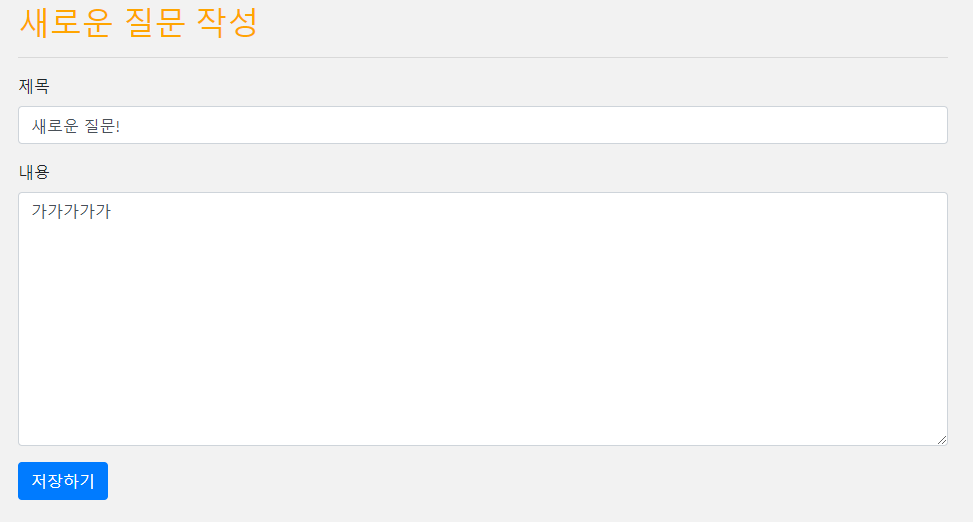 새로운 질문 작성
제목
새로운 질문!
내용
가가가가가
저장하기